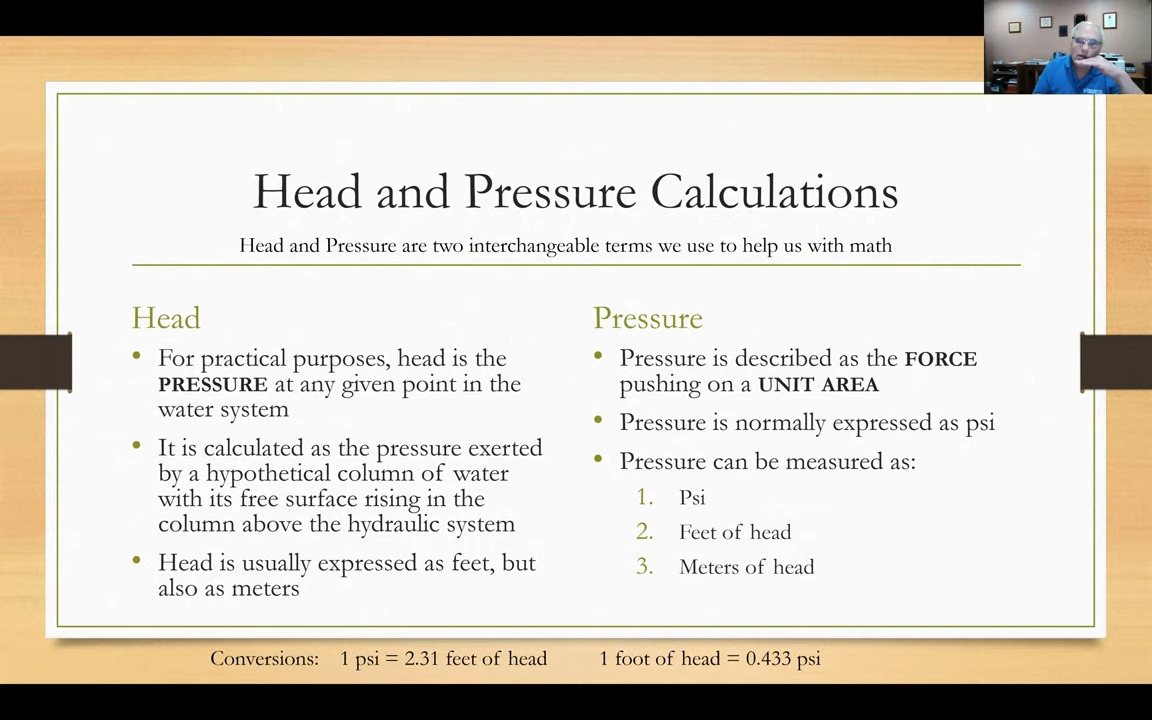 Head and Pressure Calculations
Head and Pressure are two interchangeable terms we use to help us with math
Head
• For practical purposes, head is the
PRESSURE at any given point in the
water system
• It is calculated as the pressure exerted
by a hypothetical column of water
with its free surface rising in the
column above the hydraulic system
• Head is usually expressed as feet, but
also as meters
Pressure
• Pressure is described as the FORCE
pushing on a UNIT AREA
• Pressure is normally expressed as psi
• Pressure can be measured as:
1. Psi
2. Feet of head
3. Meters of head
Conversions: 1 psi = 2.31 feet of head 1 foot of head = 0.433 psi